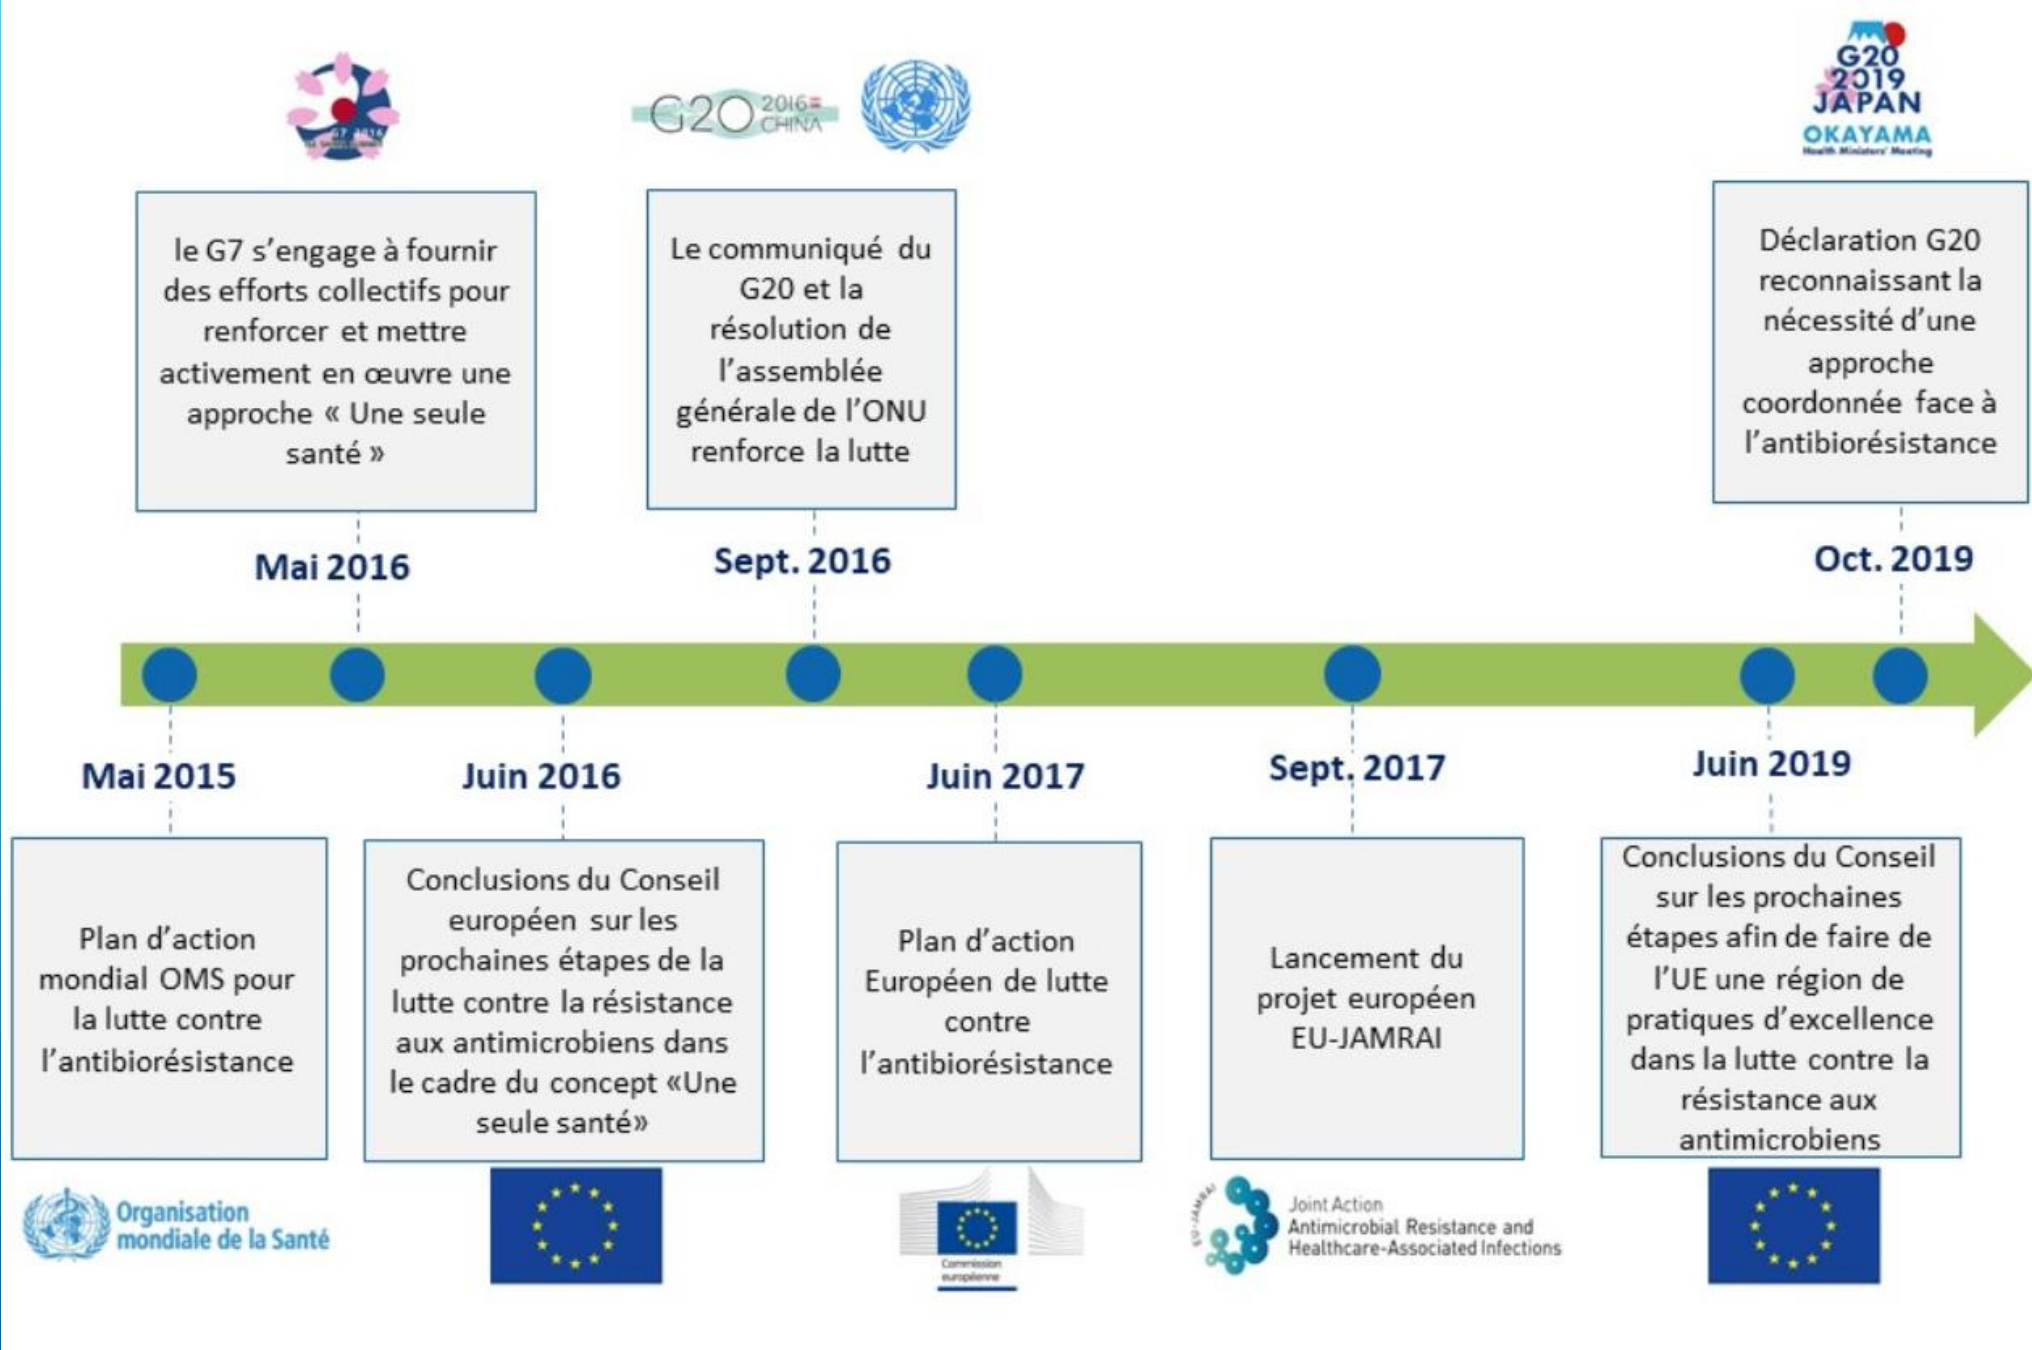 G7 2016
G20 2016
CHINA
G20
2019
JAPAN
OKAYAMA
Health Ministers' Meeting
le G7 s'engage à fournir
des efforts collectifs pour
renforcer et mettre
activement en œuvre une
approche « Une seule
santé »
Le communiqué du
G20 et la
résolution de
l'assemblée
générale de l'ONU
renforce la lutte
Déclaration G20
reconnaissant la
nécessité d'une
approche
coordonnée face à
l'antibiorésistance
Mai 2016
Sept. 2016
Oct. 2019
Mai 2015
Juin 2016
Juin 2017
Sept. 2017
Juin 2019
Plan d'action
mondial OMS pour
la lutte contre
l'antibiorésistance
Conclusions du Conseil
européen sur les
prochaines étapes de la
lutte contre la résistance
aux antimicrobiens dans
le cadre du concept «Une
seule santé»
Plan d'action
Européen de lutte
contre
l'antibiorésistance
Lancement du
projet européen
EU-JAMRAI
Conclusions du Conseil
sur les prochaines
étapes afin de faire de
l'UE une région de
pratiques d'excellence
dans la lutte contre la
résistance aux
antimicrobiens
Organisation
mondiale de la Santé
Commission
européenne
EU-JAMRAI
Joint Action
Antimicrobial Resistance and
Healthcare-Associated Infections